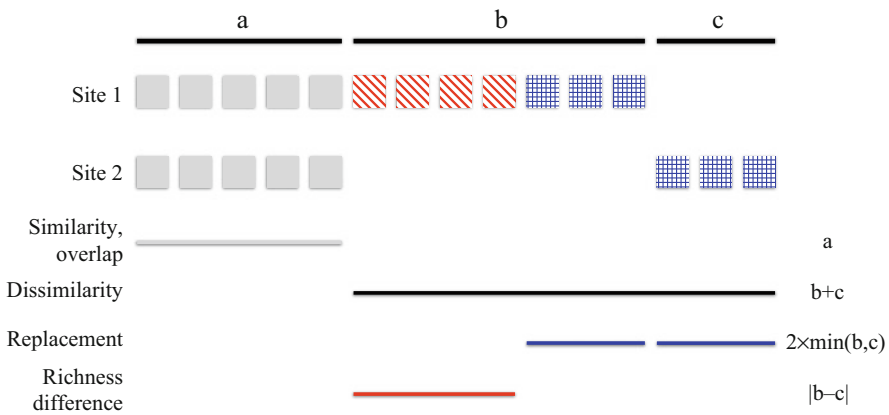 a b c
Site 1
Site 2
Similarity,
overlap a
Dissimilarity b+c
Replacement 2×min(b,c)
Richness
difference |b–c|